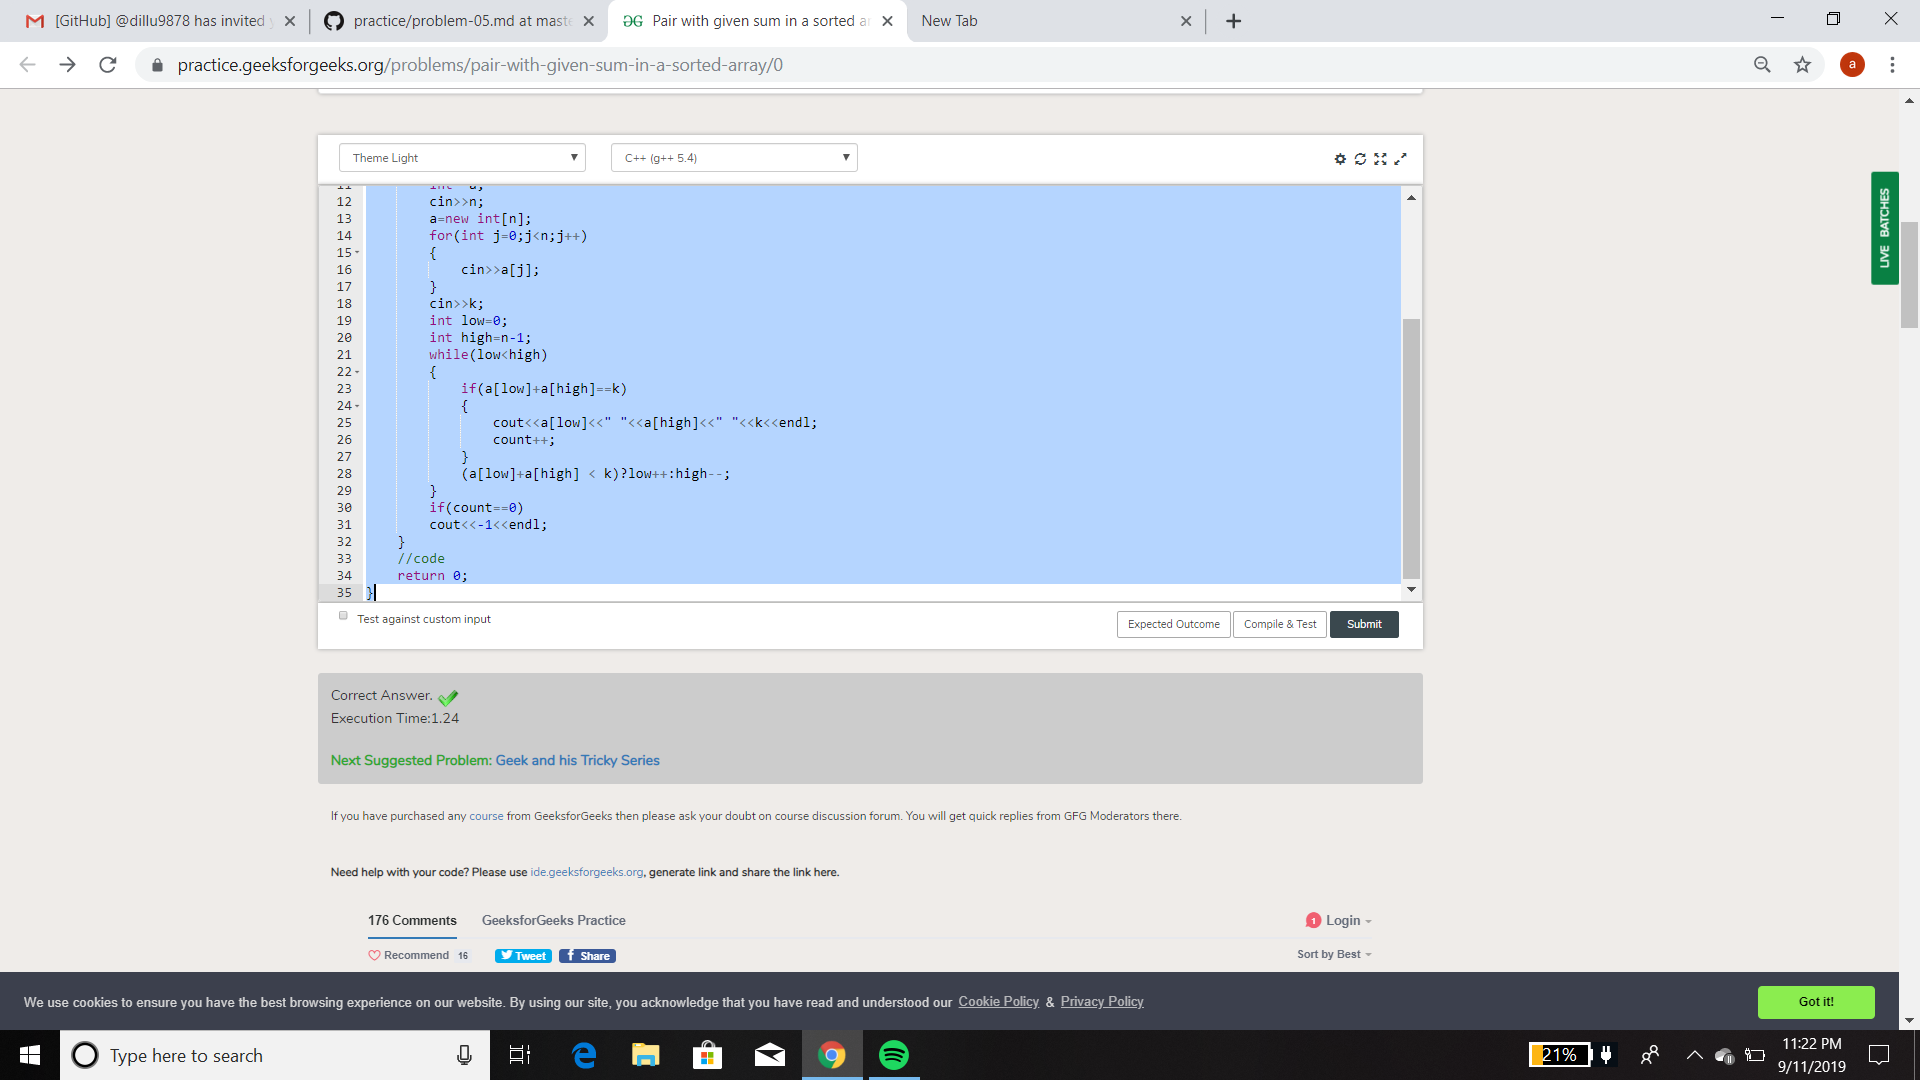 [GitHub] @dillu9878 has invited
practice/problem-05.md at mast
Pair with given sum in a sorted a
New Tab
practice.geeksforgeeks.org/problems/pair-with-given-sum-in-a-sorted-array/0
a
Theme Light
C++ (g++ 5.4)
LIVE BATCHES
12 cin>>n;
13 a=new int[n];
14 for(int j=0;j<n;j++)
15 {
16 cin>>a[j];
17 }
18 cin>>k;
19 int low=0;
20 int high=n-1;
21 while(low<high)
22 {
23 if(a[low]+a[high]==k)
24 {
25 cout<<a[low]<<" "<<a[high]<<" "<<k<<endl;
26 count++;
27 }
28 (a[low]+a[high] < k)?low++:high--;
29 }
30 if(count==0)
31 cout<<-1<<endl;
32 }
33 //code
34 return 0;
35 }
Test against custom input
Expected Outcome
Compile & Test
Submit
Correct Answer.
Execution Time:1.24
Next Suggested Problem: Geek and his Tricky Series
If you have purchased any course from GeeksforGeeks then please ask your doubt on course discussion forum. You will get quick replies from GFG Moderators there.
Need help with your code? Please use ide.geeksforgeeks.org, generate link and share the link here.
176 Comments
GeeksforGeeks Practice
1 Login
Recommend 16
Tweet
f Share
Sort by Best
We use cookies to ensure you have the best browsing experience on our website. By using our site, you acknowledge that you have read and understood our Cookie Policy & Privacy Policy
Got it!
Type here to search
21%
11:22 PM
9/11/2019